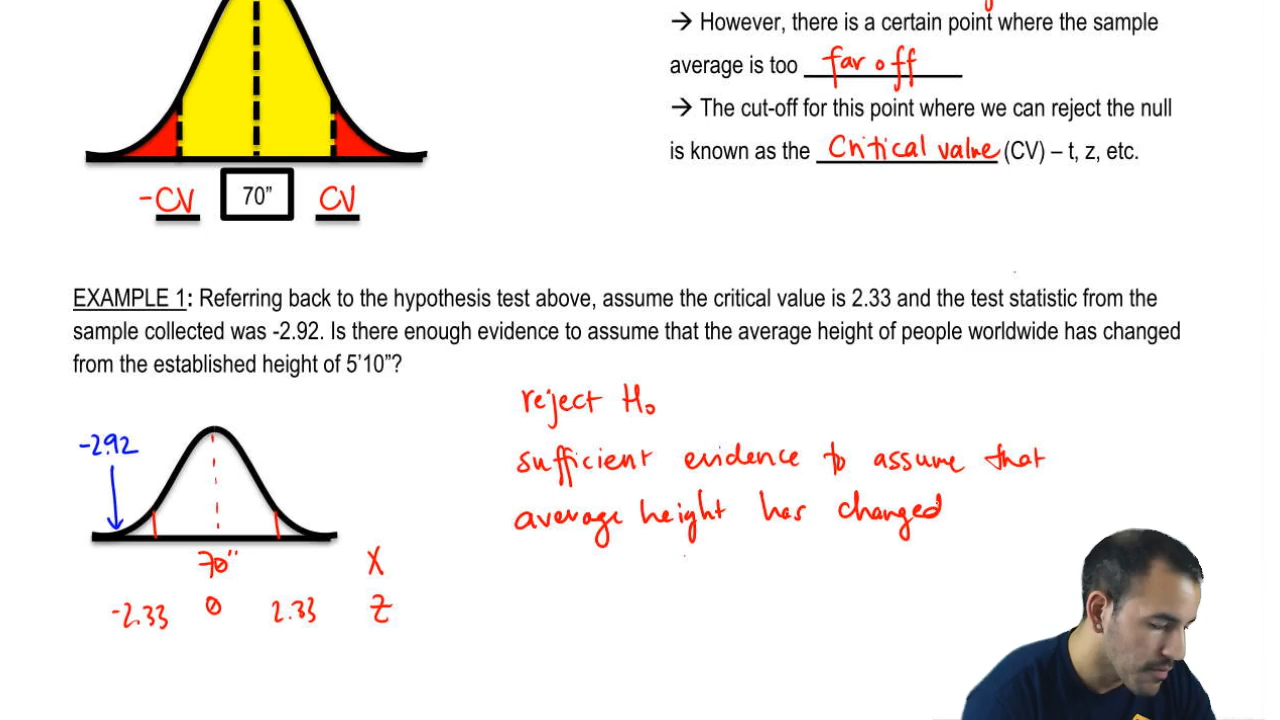 → However, there is a certain point where the sample
average is too far off
→ The cut-off for this point where we can reject the null
is known as the Critical value (CV) – t, z, etc.
-CV 70” CV
EXAMPLE 1: Referring back to the hypothesis test above, assume the critical value is 2.33 and the test statistic from the
sample collected was -2.92. Is there enough evidence to assume that the average height of people worldwide has changed
from the established height of 5’10”?
reject H₀
sufficient evidence to assume that
average height has changed
-2.92
70" X
-2.33 0 2.33 Z